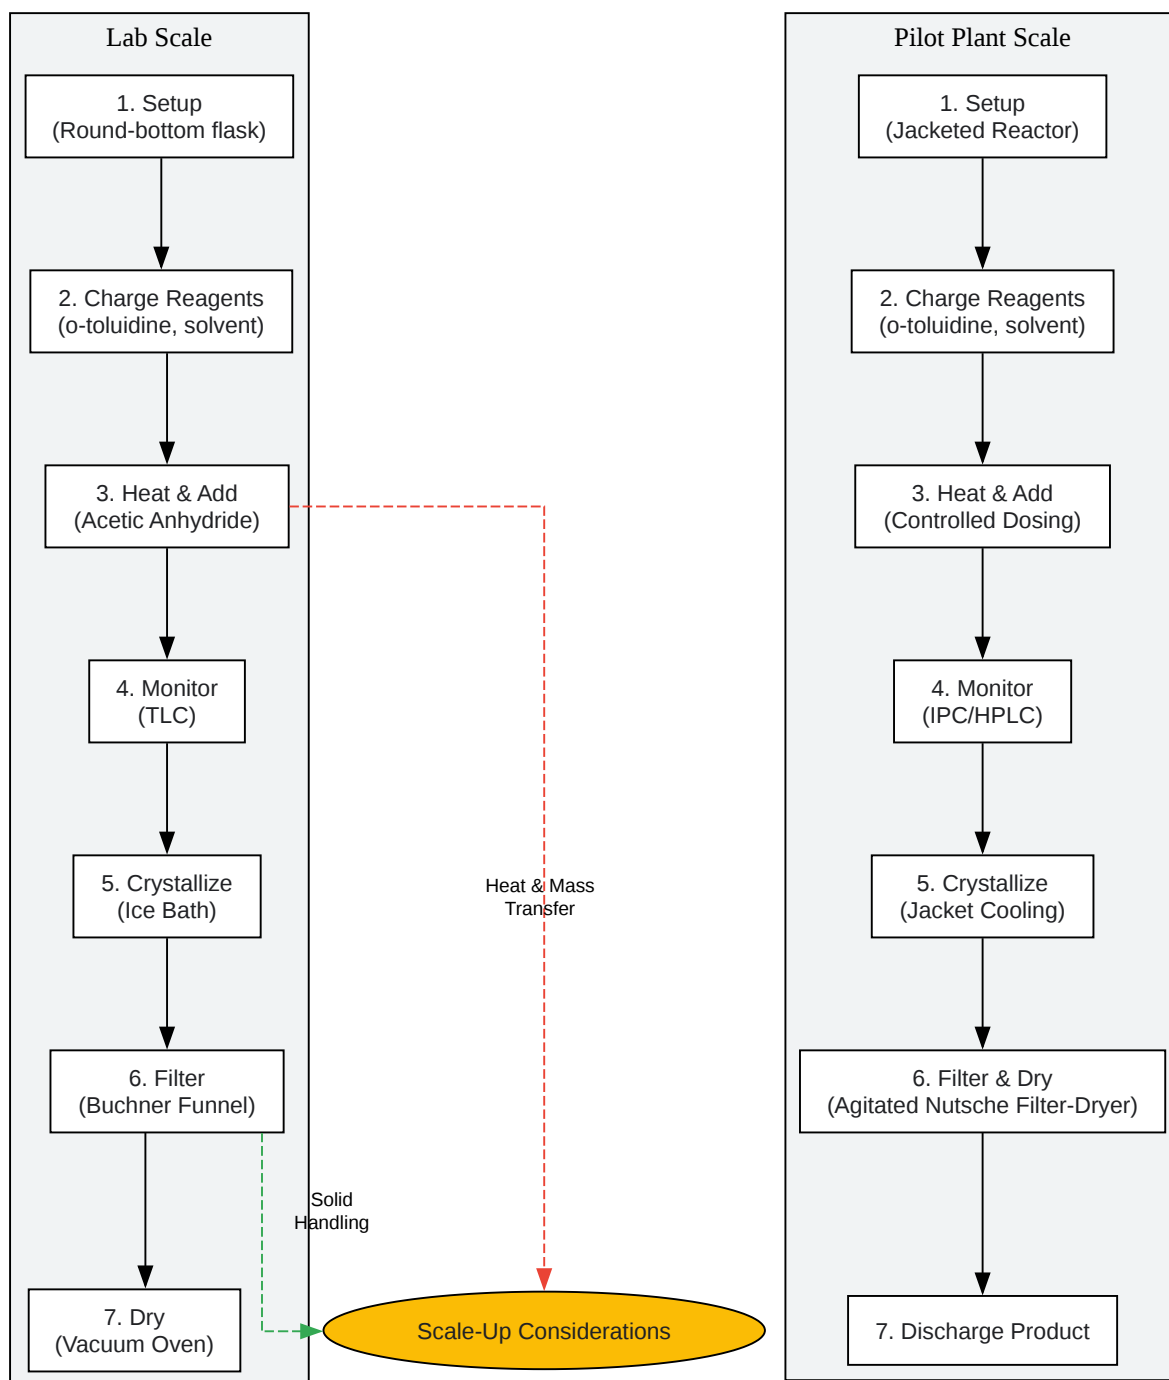 Lab Scale
1. Setup
(Round-bottom flask)
2. Charge Reagents
(o-toluidine, solvent)
3. Heat & Add
(Acetic Anhydride)
4. Monitor
(TLC)
5. Crystallize
(Ice Bath)
6. Filter
(Buchner Funnel)
7. Dry
(Vacuum Oven)
Heat & Mass
Transfer
Solid
Handling
Scale-Up Considerations
Pilot Plant Scale
1. Setup
(Jacketed Reactor)
2. Charge Reagents
(o-toluidine, solvent)
3. Heat & Add
(Controlled Dosing)
4. Monitor
(IPC/HPLC)
5. Crystallize
(Jacket Cooling)
6. Filter & Dry
(Agitated Nutsche Filter-Dryer)
7. Discharge Product